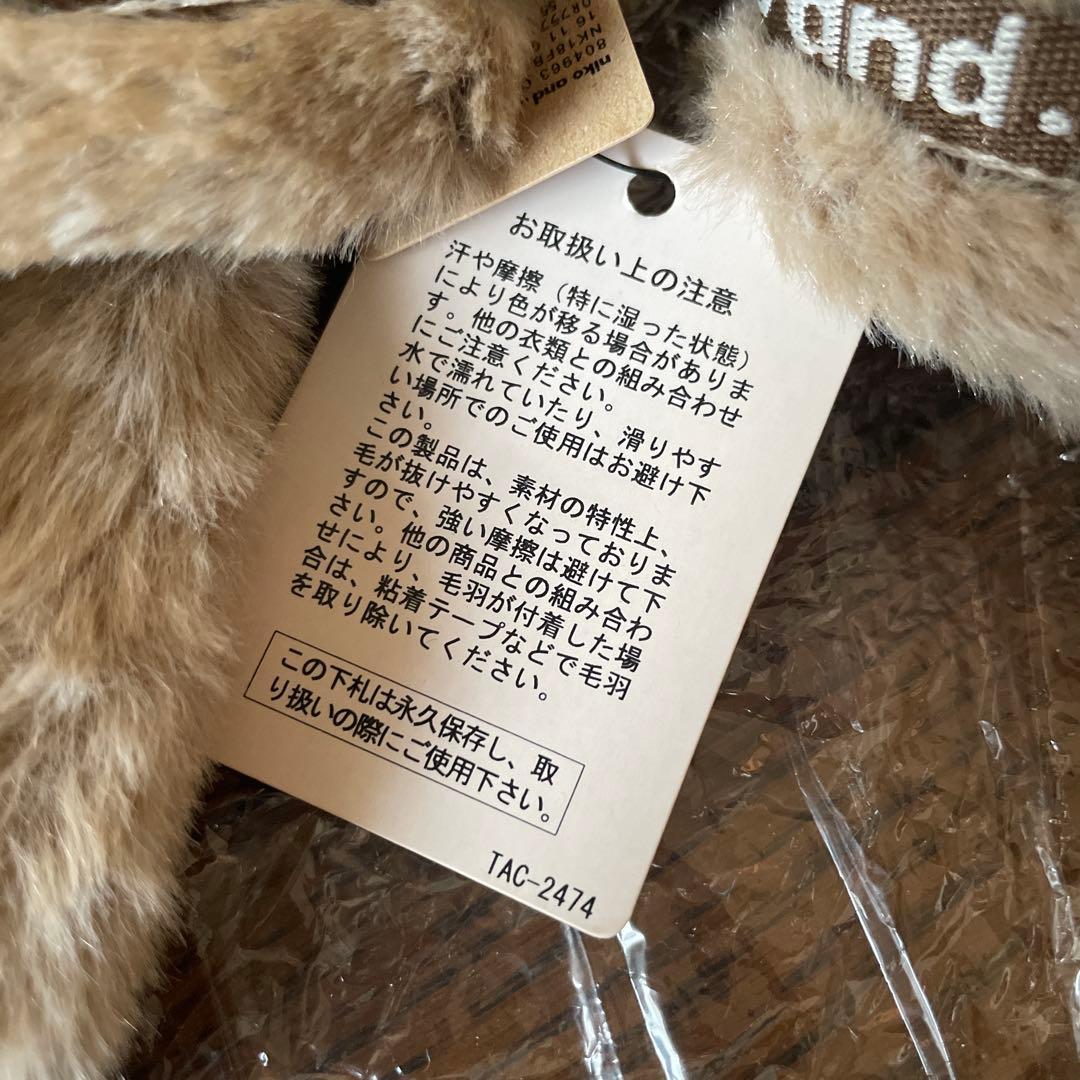 niko and...
804963
NK18FB
16 11
and.
お取扱い上の注意
汗や摩擦（特に湿った状態）
により色が移る場合がありま
す。他の衣類との組み合わせ
にご注意ください。
水で濡れていたり、滑りやす
い場所でのご使用はお避け下
さい。
この製品は、素材の特性上、
毛が抜けやすくなっておりま
すので、強い摩擦は避けて下
さい。他の商品との組み合わ
せにより、毛羽が付着した場
合は、粘着テープなどで毛羽
を取り除いてください。
この下札は永久保存し、取
り扱いの際にご使用下さい。
TAC-2474